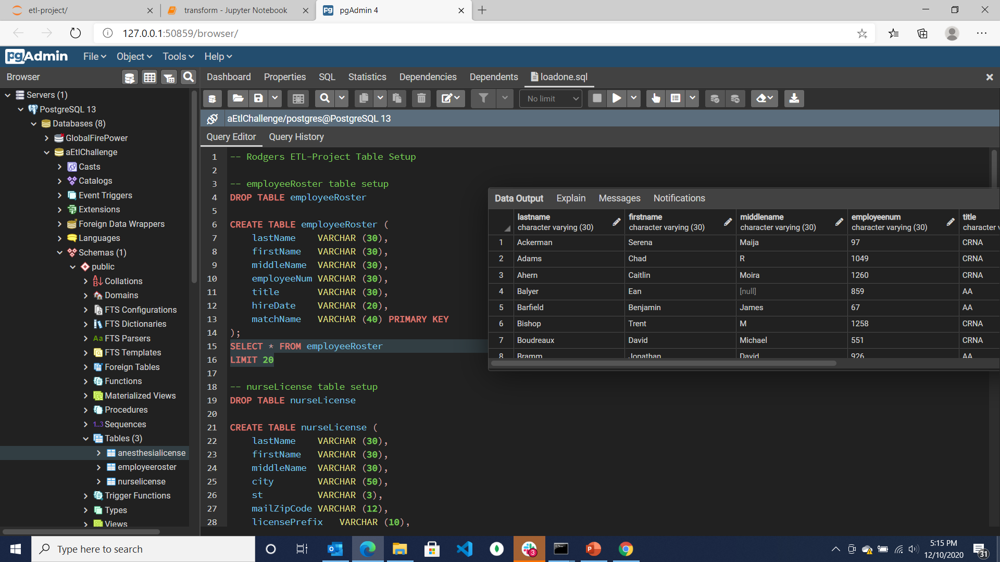 etl-project/
transform - Jupyter Notebook
pgAdmin 4
127.0.0.1:50859/browser/
pgAdmin
File
Object
Tools
Help
Browser
Dashboard
Properties
SQL
Statistics
Dependencies
Dependents
loadone.sql
No limit
aEtlChallenge/postgres@PostgreSQL 13
Query Editor
Query History
Servers (1)
PostgreSQL 13
Databases (8)
GlobalFirePower
aEtlChallenge
Casts
Catalogs
Event Triggers
Extensions
Foreign Data Wrappers
Languages
Schemas (1)
public
Collations
Domains
FTS Configurations
FTS Dictionaries
Aa FTS Parsers
FTS Templates
Foreign Tables
Functions
Materialized Views
Procedures
1..3 Sequences
Tables (3)
anesthesialicense
employeeroster
nurselicense
Trigger Functions
Types
Views
1 -- Rodgers ETL-Project Table Setup
2
3 -- employeeRoster table setup
4 DROP TABLE employeeRoster
5
6 CREATE TABLE employeeRoster (
7 lastName VARCHAR (30),
8 firstName VARCHAR (30),
9 middleName VARCHAR (30),
10 employeeNum VARCHAR (30),
11 title VARCHAR (30),
12 hireDate VARCHAR (20),
13 matchName VARCHAR (40) PRIMARY KEY
14 );
15 SELECT * FROM employeeRoster
16 LIMIT 20
17
18 -- nurseLicense table setup
19 DROP TABLE nurseLicense
20
21 CREATE TABLE nurseLicense (
22 lastName VARCHAR (30),
23 firstName VARCHAR (30),
24 middleName VARCHAR (30),
25 city VARCHAR (50),
26 st VARCHAR (3),
27 mailZipCode VARCHAR (12),
28 licensePrefix VARCHAR (10),
Data Output Explain Messages Notifications
lastname firstname middlename employeenum title
character varying (30) character varying (30) character varying (30) character varying (30) character v
1 Ackerman Serena Maija 97 CRNA
2 Adams Chad R 1049 CRNA
3 Ahern Caitlin Moira 1260 CRNA
4 Balyer Ean [null] 859 AA
5 Barfield Benjamin James 67 AA
6 Bishop Trent M 1258 CRNA
7 Boudreaux David Michael 551 CRNA
8 Bramm Jonathan David 926 AA
Type here to search
3
5:15 PM
12/10/2020
31